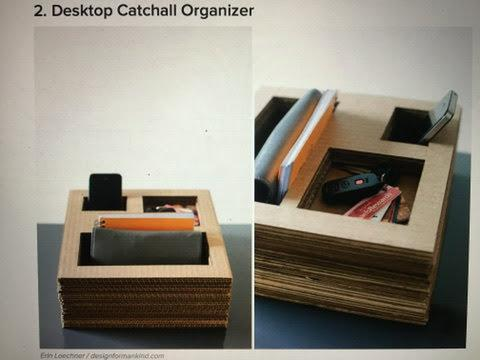 2. Desktop Catchall Organizer
Erin Loechner / designformankind.com